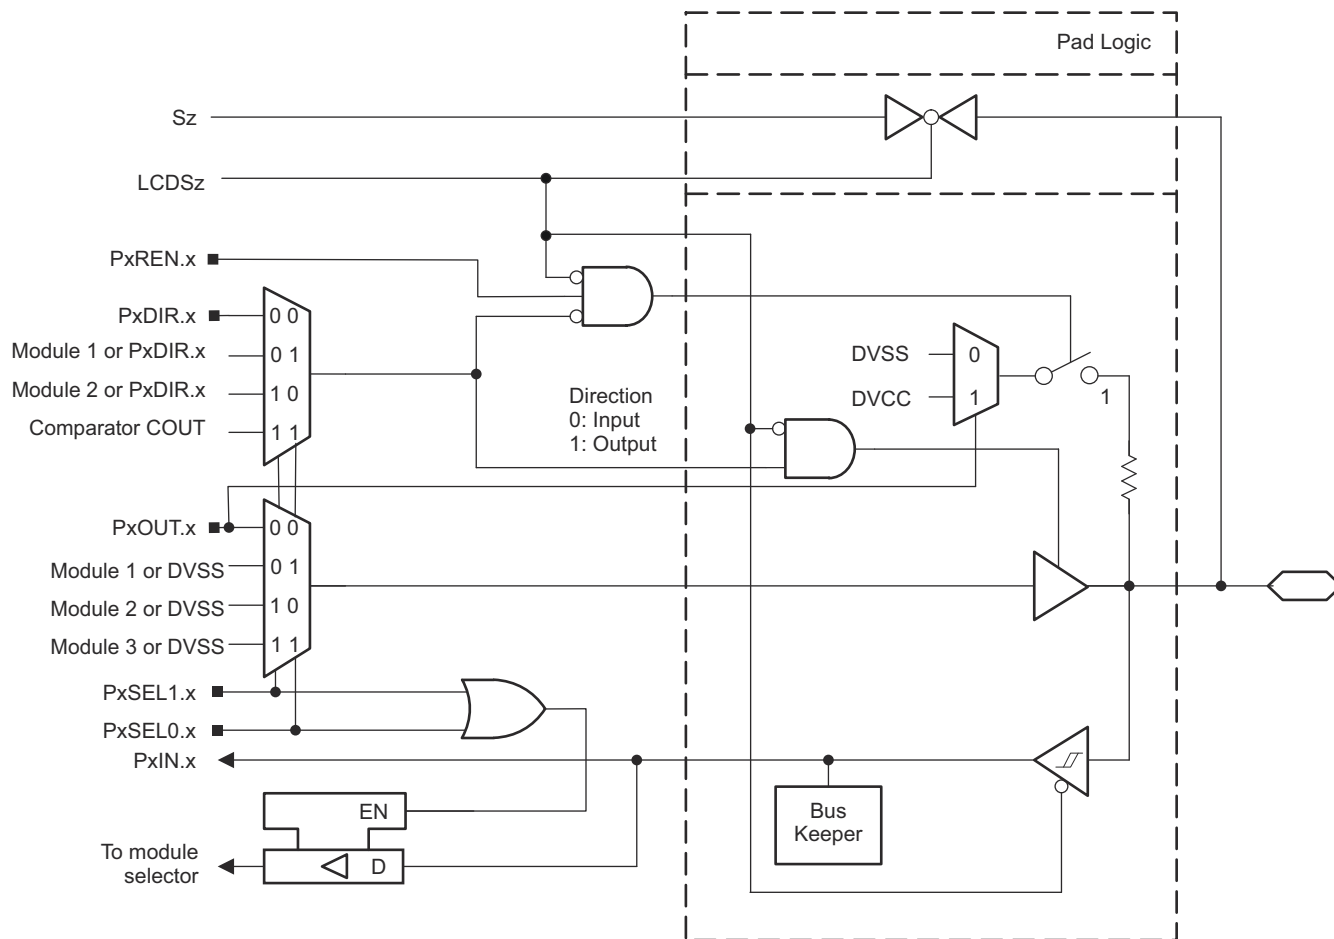 Pad Logic
Sz
LCDSz
PxREN.x
PxDIR.x
0 0
Module 1 or PxDIR.x
0 1
Module 2 or PxDIR.x
1 0
Comparator COUT
1 1
Direction
0: Input
1: Output
DVSS
0
DVCC
1
1
PxOUT.x
0 0
Module 1 or DVSS
0 1
Module 2 or DVSS
1 0
Module 3 or DVSS
1 1
PxSEL1.x
PxSEL0.x
PxIN.x
Bus
Keeper
EN
To module
selector
D